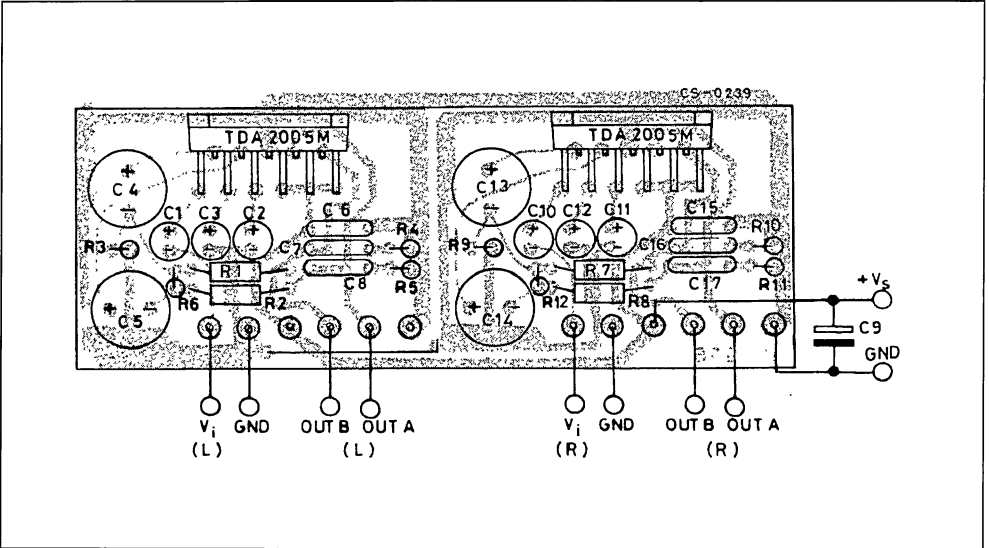 CS-0239
TDA 2005M
TDA 2005M
C4
C13
C1 C3 C2 C6
C10 C12 C11 C15
R3 C7 R4
R9 C16 R10
R1 C8 R5
R7 C17 R11
R6 R2
R12 R8
C5
C14
+Vs
C9
GND
Vi GND OUT B OUT A
(L) (L)
Vi GND OUT B OUT A
(R) (R)